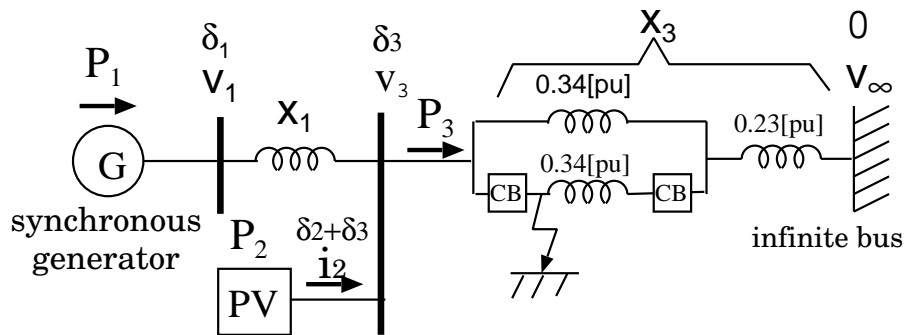 δ1
P1
v1
G
synchronous
generator
x1
δ3
v3
P2
PV
δ2+δ3
i2
P3
x3
0.34[pu]
0.34[pu]
CB
CB
0.23[pu]
0
v∞
infinite bus